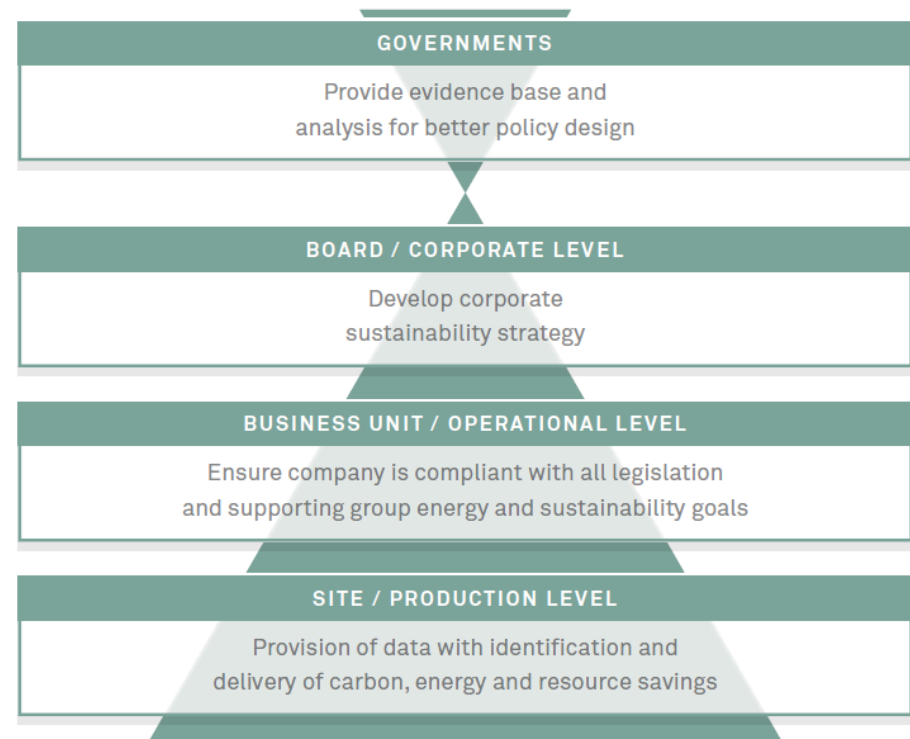 GOVERNMENTS
Provide evidence base and
analysis for better policy design
BOARD / CORPORATE LEVEL
Develop corporate
sustainability strategy
BUSINESS UNIT / OPERATIONAL LEVEL
Ensure company is compliant with all legislation
and supporting group energy and sustainability goals
SITE / PRODUCTION LEVEL
Provision of data with identification and
delivery of carbon, energy and resource savings